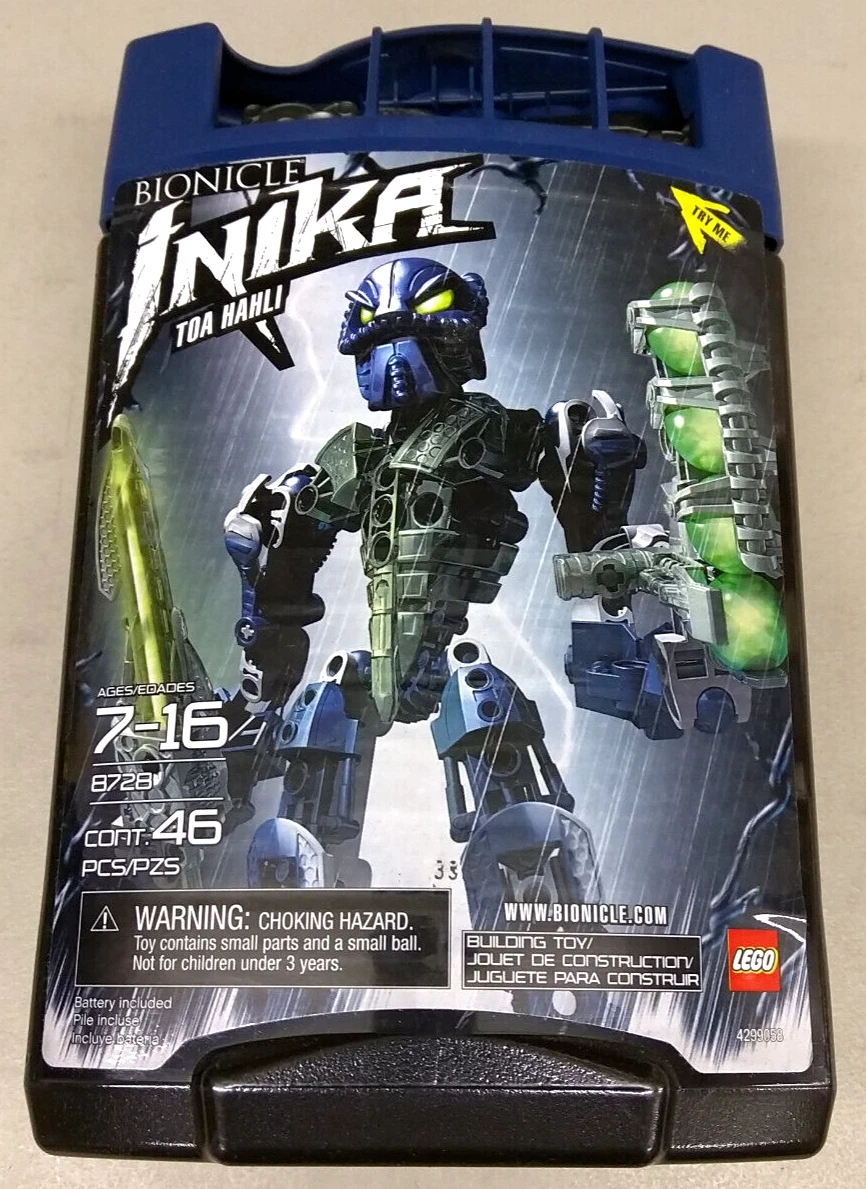 BIONICLE®
INIKA
TOA HAHLI
TRY ME
AGES/EDADES
7-16
8728
CONT. 46
PCS/PZS
33
⚠ WARNING: CHOKING HAZARD.
Toy contains small parts and a small ball.
Not for children under 3 years.
WWW.BIONICLE.COM
BUILDING TOY/
JOUET DE CONSTRUCTION/
JUGUETE PARA CONSTRUIR
LEGO
Battery included
Pile incluse
Incluye batería
4299858